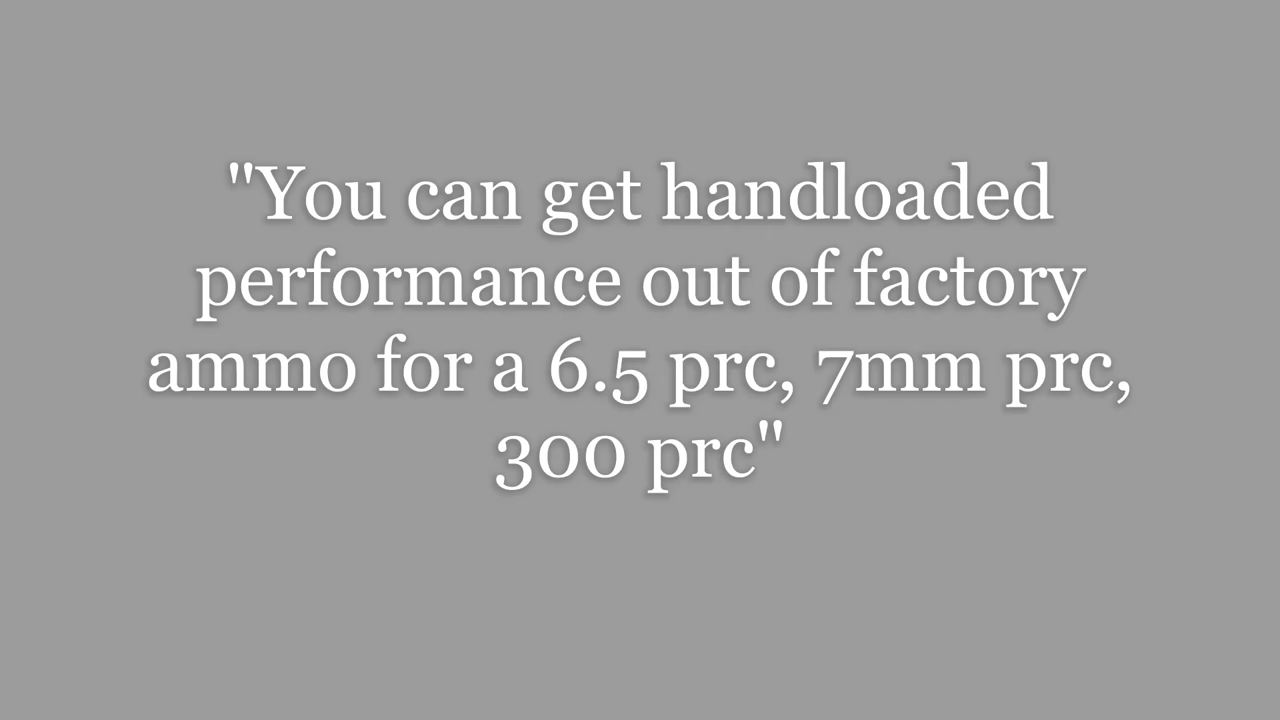 "You can get handloaded
performance out of factory
ammo for a 6.5 prc, 7mm prc,
300 prc"